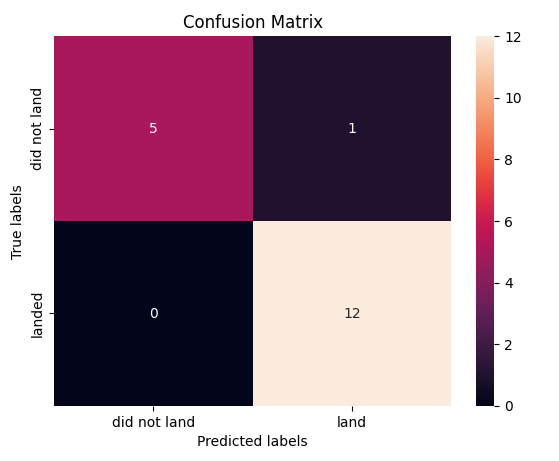 Confusion Matrix
True labels
did not land
landed
5
1
0
12
did not land
land
Predicted labels
12
10
8
6
4
2
0